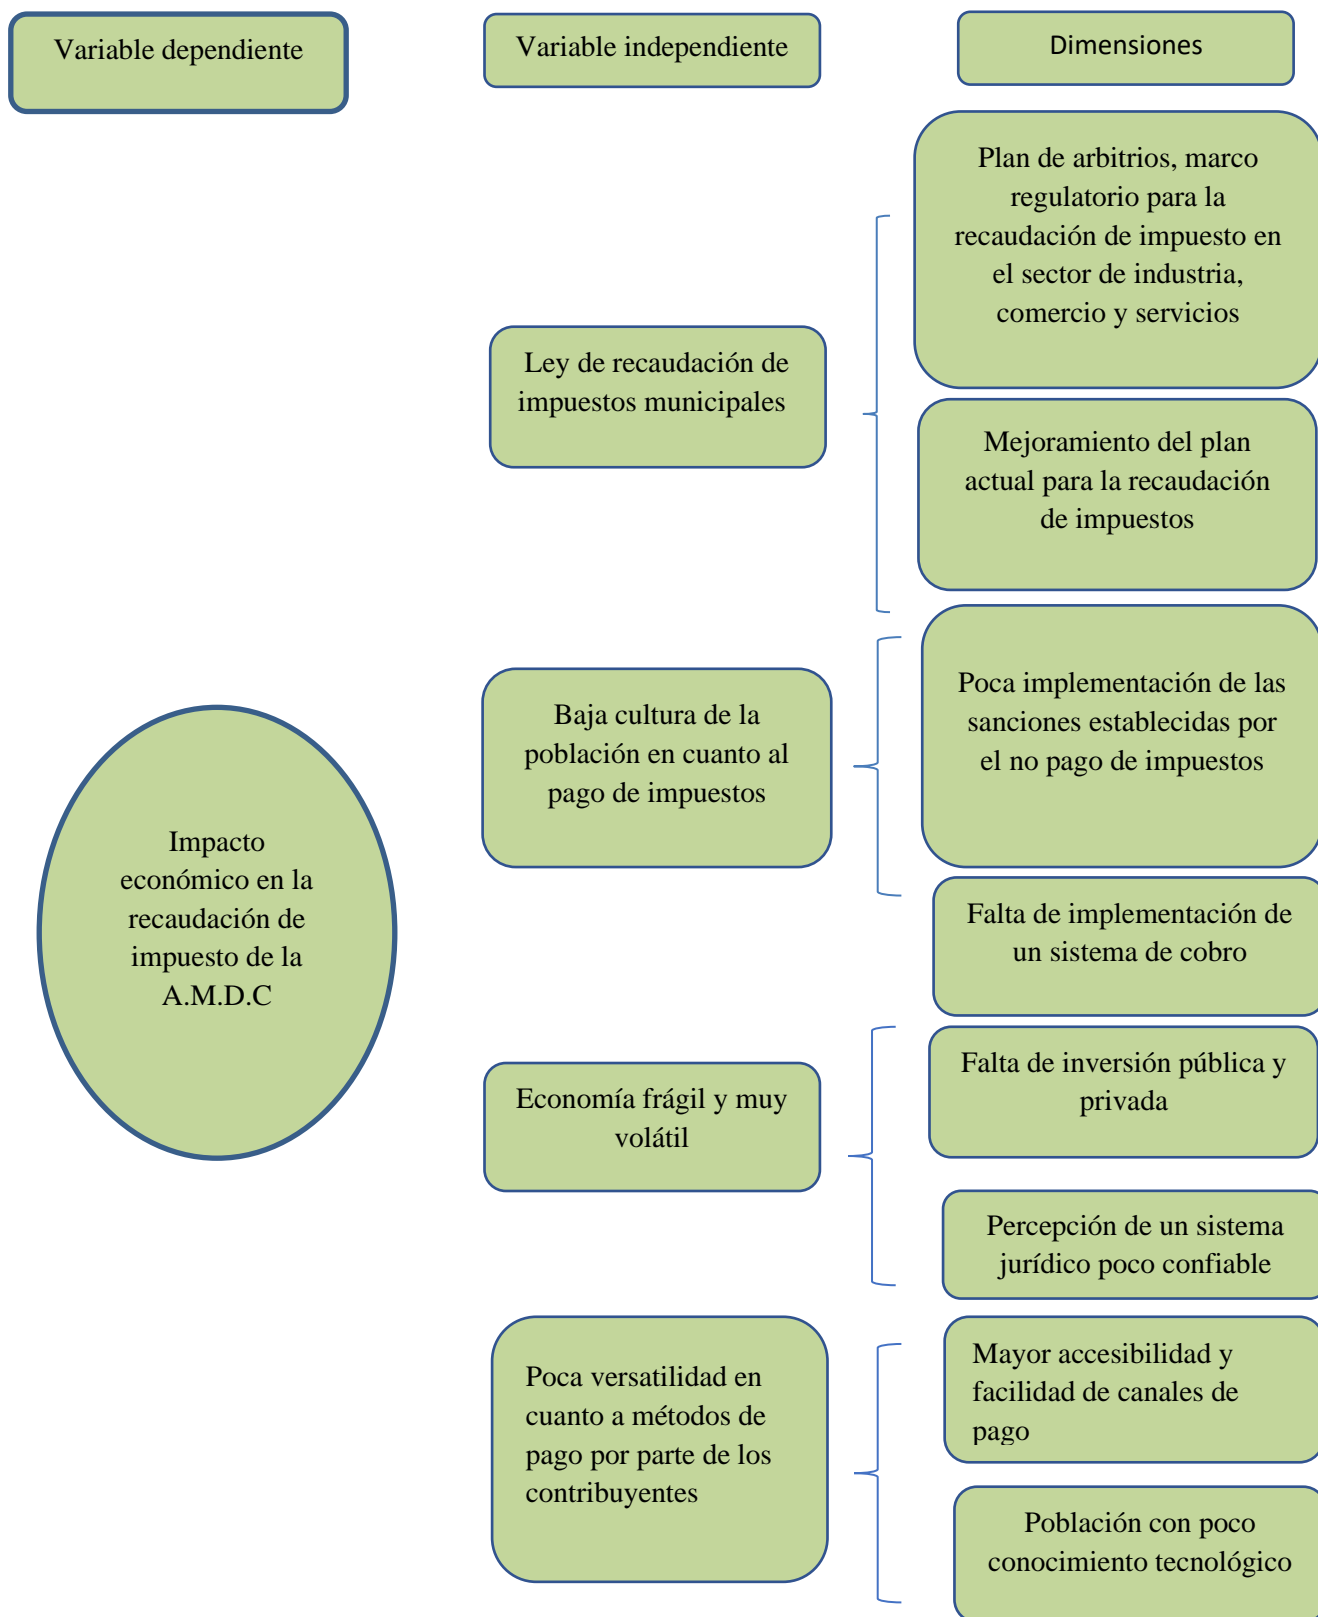 Variable dependiente
Variable independiente
Dimensiones
Plan de arbitrios, marco
regulatorio para la
recaudación de impuesto en
el sector de industria,
comercio y servicios
Ley de recaudación de
impuestos municipales
Mejoramiento del plan
actual para la recaudación
de impuestos
Poca implementación de las
sanciones establecidas por
el no pago de impuestos
Baja cultura de la
población en cuanto al
pago de impuestos
Impacto
económico en la
recaudación de
impuesto de la
A.M.D.C
Falta de implementación de
un sistema de cobro
Falta de inversión pública y
privada
Economía frágil y muy
volátil
Percepción de un sistema
jurídico poco confiable
Mayor accesibilidad y
facilidad de canales de
pago
Poca versatilidad en
cuanto a métodos de
pago por parte de los
contribuyentes
Población con poco
conocimiento tecnológico